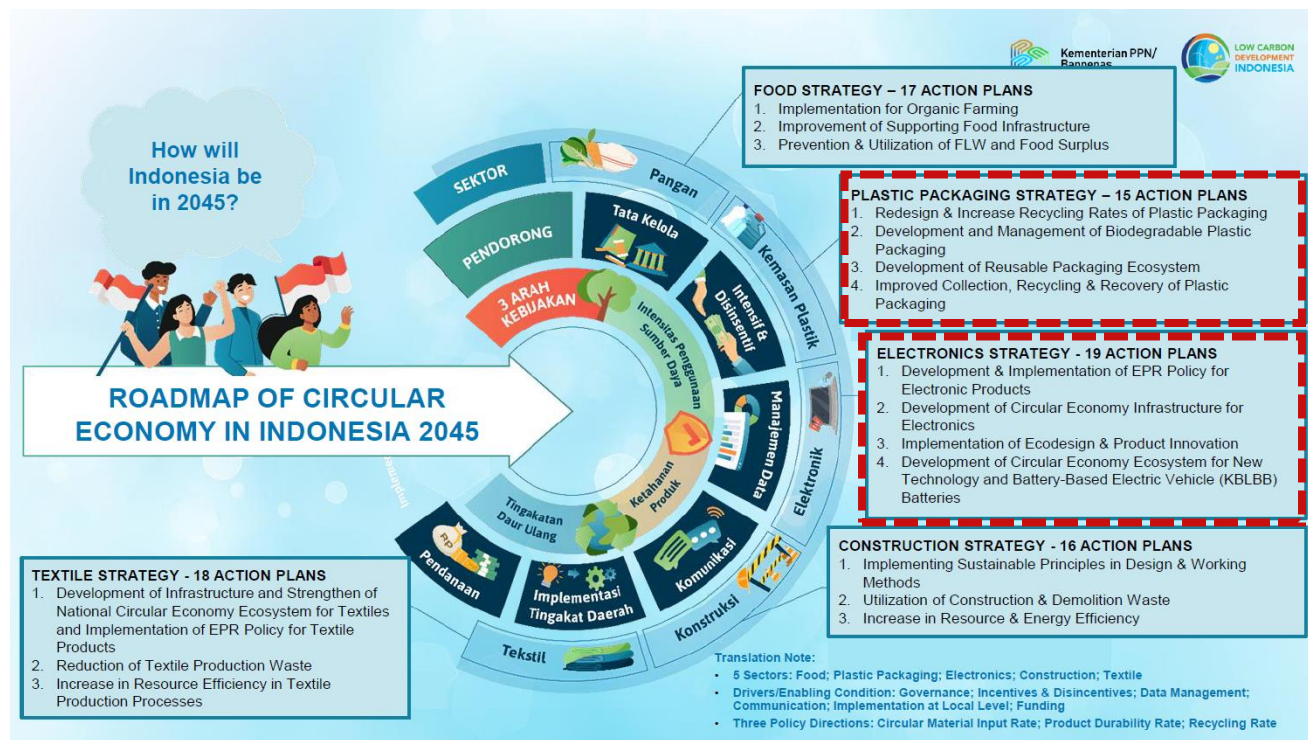 Kementerian PPN/
Bappenas
LOW CARBON
DEVELOPMENT
INDONESIA
How will
Indonesia be
in 2045?
ROADMAP OF CIRCULAR
ECONOMY IN INDONESIA 2045
SEKTOR
PENDORONG
3 ARAH
KEBIJAKAN
Pangan
Kemasan Plastik
Elektronik
Konstruksi
Tekstil
Tata Kelola
Intensif &
Disinsentif
Manajemen Data
Komunikasi
Implementasi
Tingkat Daerah
Pendanaan
Rp
Intensitas Penggunaan
Sumber Daya
Ketahanan
Produk
Tingkatan
Daur Ulang
FOOD STRATEGY – 17 ACTION PLANS
1. Implementation for Organic Farming
2. Improvement of Supporting Food Infrastructure
3. Prevention & Utilization of FLW and Food Surplus
PLASTIC PACKAGING STRATEGY – 15 ACTION PLANS
1. Redesign & Increase Recycling Rates of Plastic Packaging
2. Development and Management of Biodegradable Plastic
Packaging
3. Development of Reusable Packaging Ecosystem
4. Improved Collection, Recycling & Recovery of Plastic
Packaging
ELECTRONICS STRATEGY - 19 ACTION PLANS
1. Development & Implementation of EPR Policy for
Electronic Products
2. Development of Circular Economy Infrastructure for
Electronics
3. Implementation of Ecodesign & Product Innovation
4. Development of Circular Economy Ecosystem for New
Technology and Battery-Based Electric Vehicle (KBLBB)
Batteries
CONSTRUCTION STRATEGY - 16 ACTION PLANS
1. Implementing Sustainable Principles in Design & Working
Methods
2. Utilization of Construction & Demolition Waste
3. Increase in Resource & Energy Efficiency
TEXTILE STRATEGY - 18 ACTION PLANS
1. Development of Infrastructure and Strengthen of
National Circular Economy Ecosystem for Textiles
and Implementation of EPR Policy for Textile
Products
2. Reduction of Textile Production Waste
3. Increase in Resource Efficiency in Textile
Production Processes
Translation Note:
• 5 Sectors: Food; Plastic Packaging; Electronics; Construction; Textile
• Drivers/Enabling Condition: Governance; Incentives & Disincentives; Data Management;
Communication; Implementation at Local Level; Funding
• Three Policy Directions: Circular Material Input Rate; Product Durability Rate; Recycling Rate